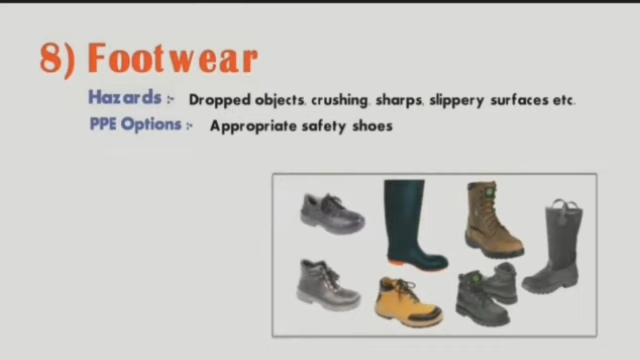 8) Footwear
Hazards :- Dropped objects, crushing, sharps, slippery surfaces etc.
PPE Options :- Appropriate safety shoes